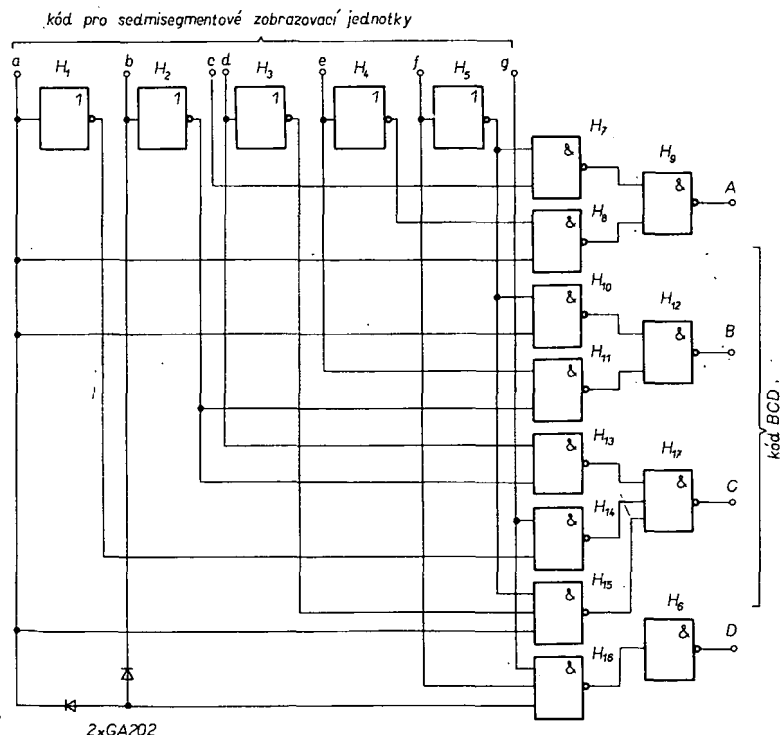 kód pro sedmisegmentové zobrazovací jednotky
a H1 b H2 c d H3 e H4 f H5 g
1 1 1 1 1
H7
& H9
& A
H8
&
H10
& H12
& B
H11
&
H13
& H17
& C
H14
&
H15
& H6
& D
H16
&
kód BCD
2xGA202